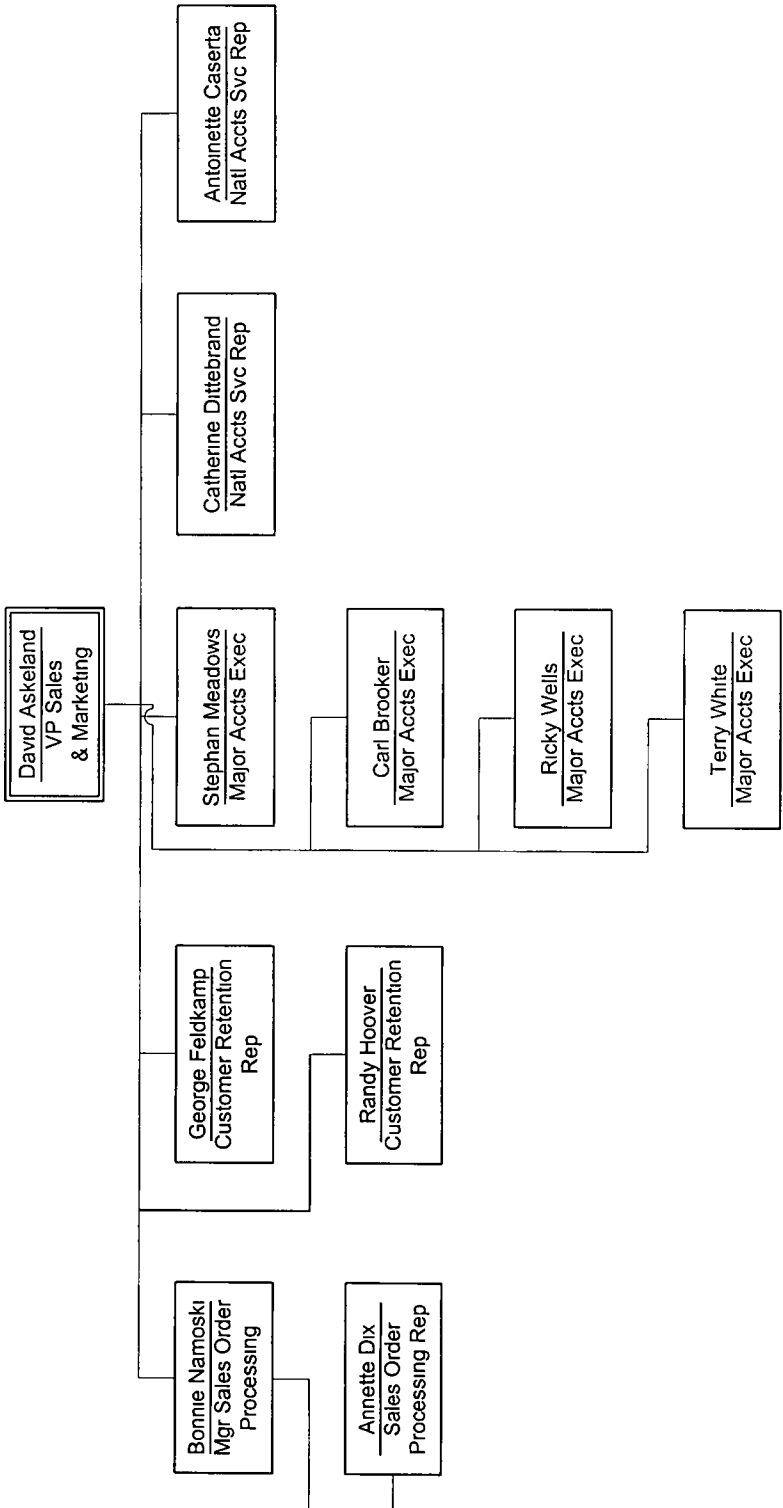 David Askeland
VP Sales
& Marketing
Bonnie Namoski
Mgr Sales Order
Processing
George Feldkamp
Customer Retention
Rep
Stephan Meadows
Major Accts Exec
Catherine Dittebrand
Natl Accts Svc Rep
Antoinette Caserta
Natl Accts Svc Rep
Annette Dix
Sales Order
Processing Rep
Randy Hoover
Customer Retention
Rep
Carl Brooker
Major Accts Exec
Ricky Wells
Major Accts Exec
Terry White
Major Accts Exec